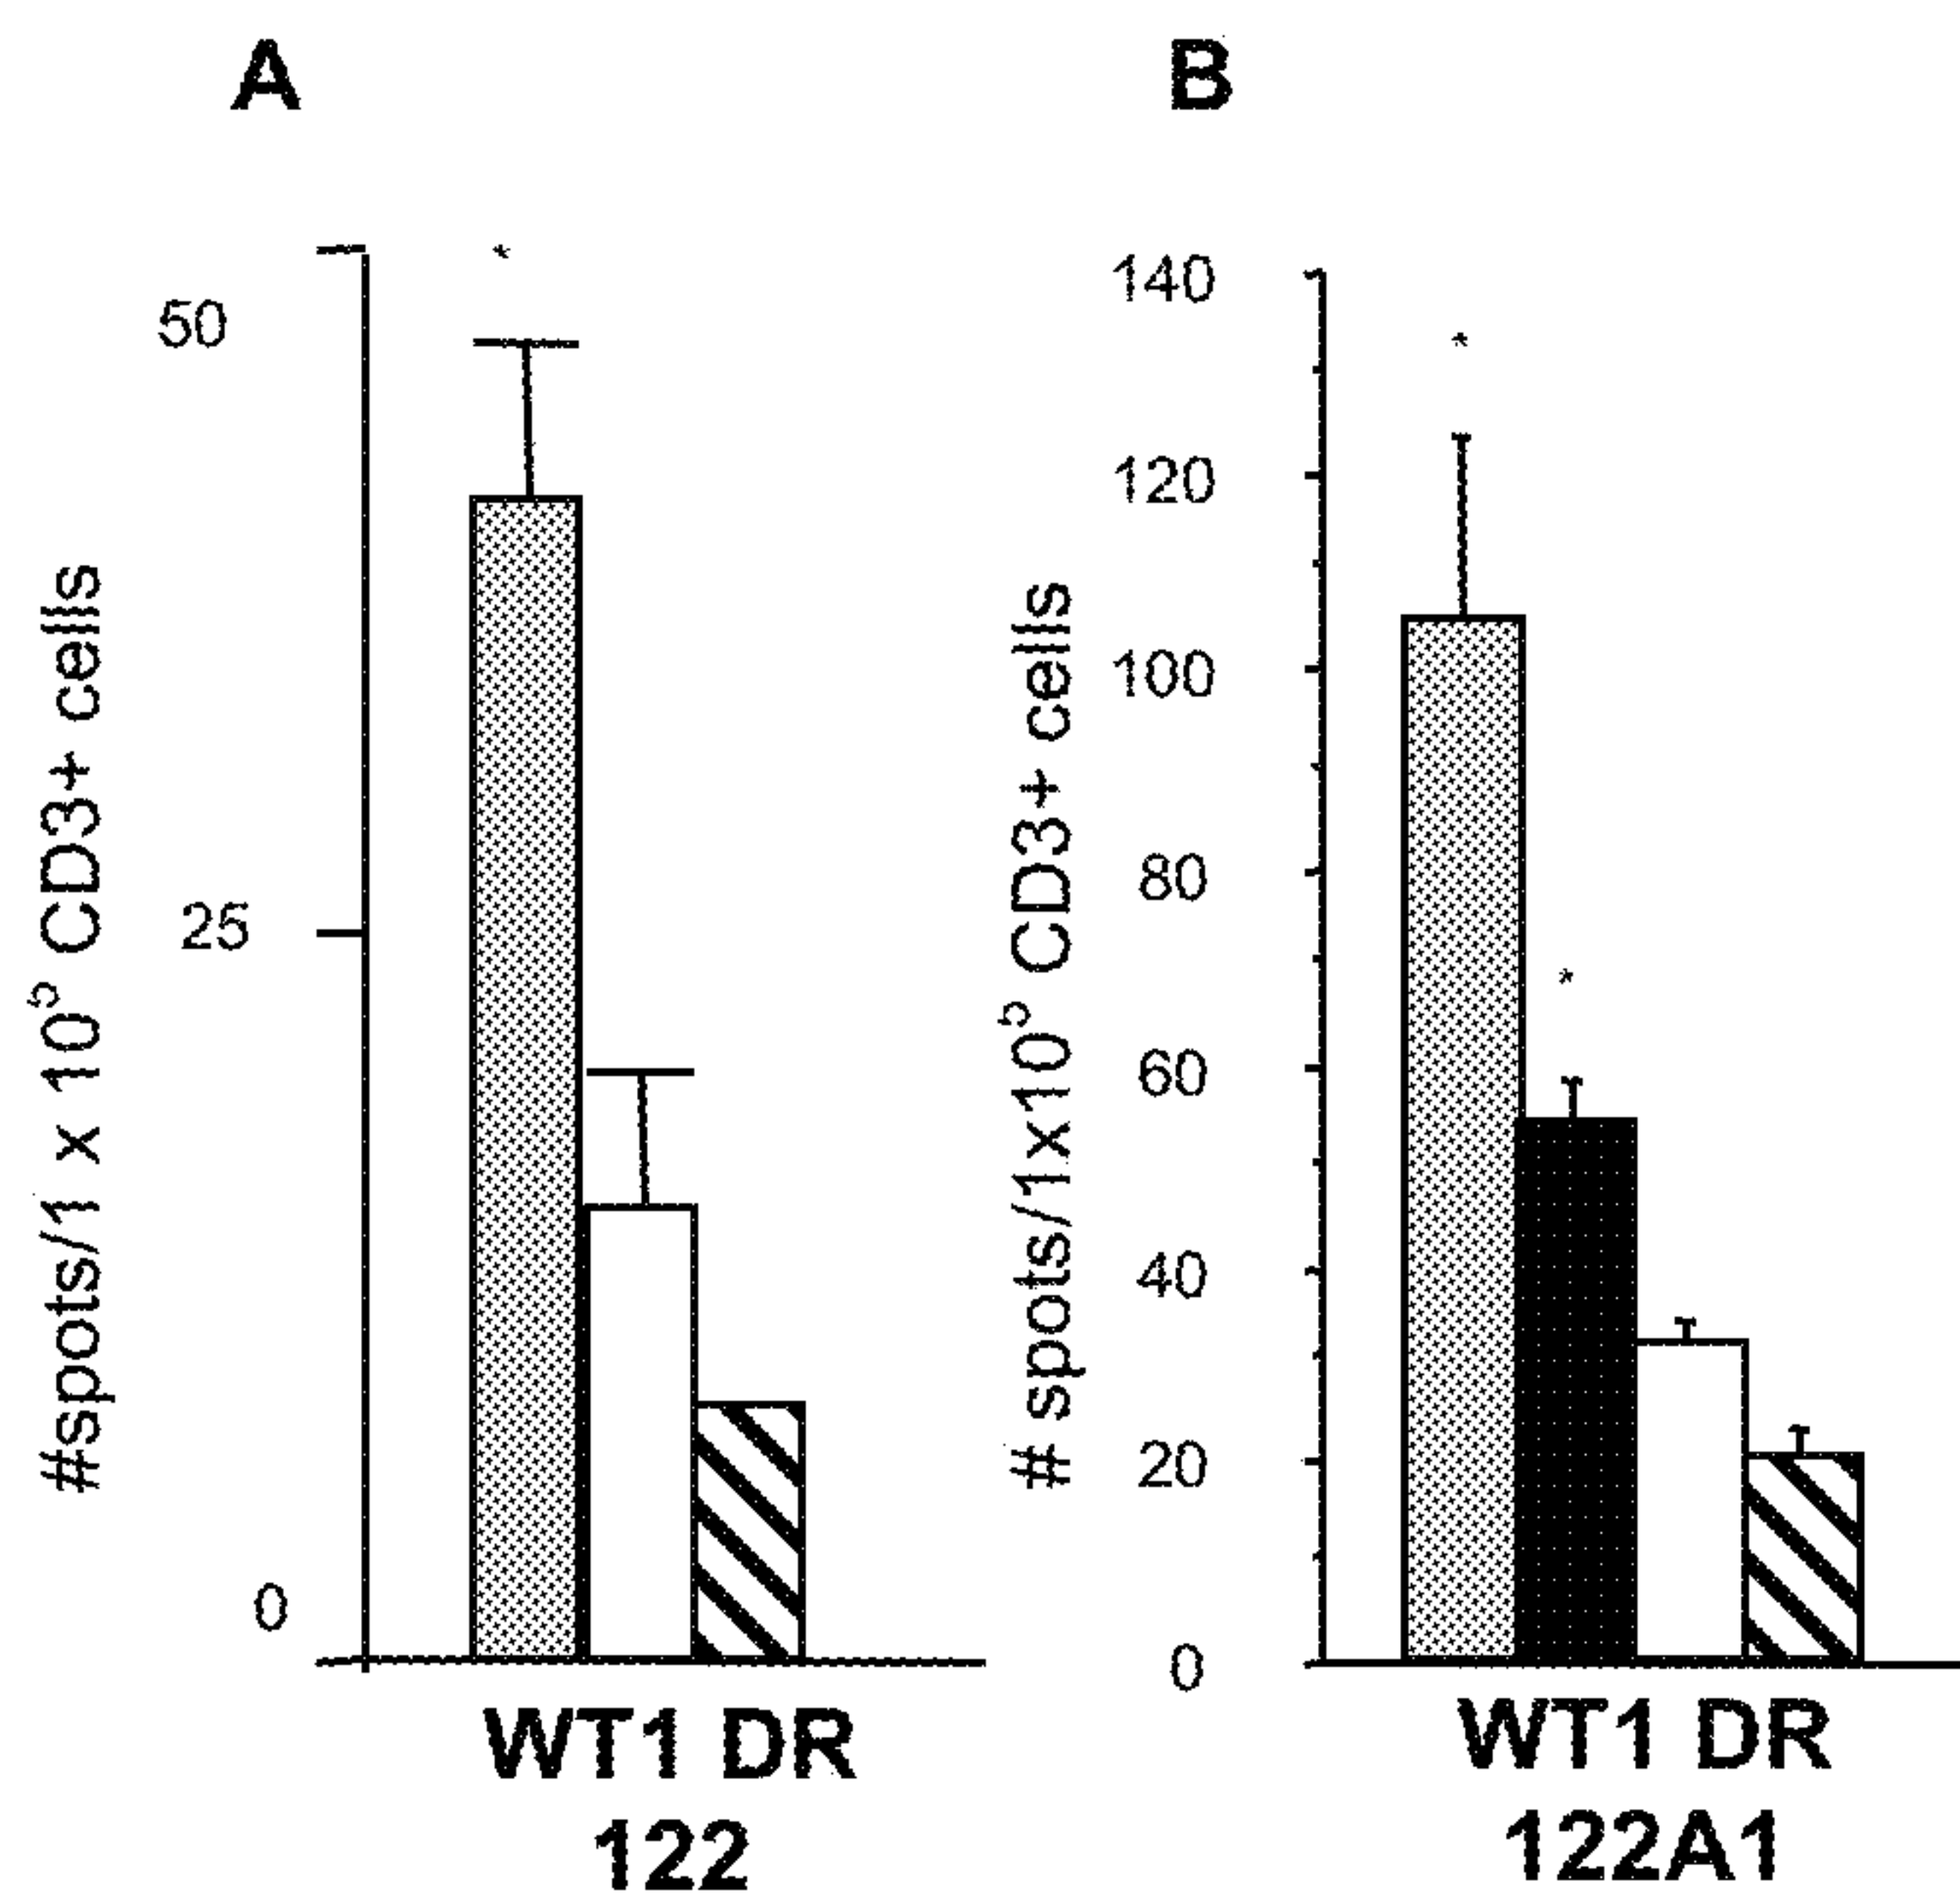 A
50
25
0
#spots/1 x 10⁵ CD3+ cells
*
WT1 DR
122
B
140
120
100
80
60
40
20
0
# spots/1x10⁵ CD3+ cells
*
*
WT1 DR
122A1